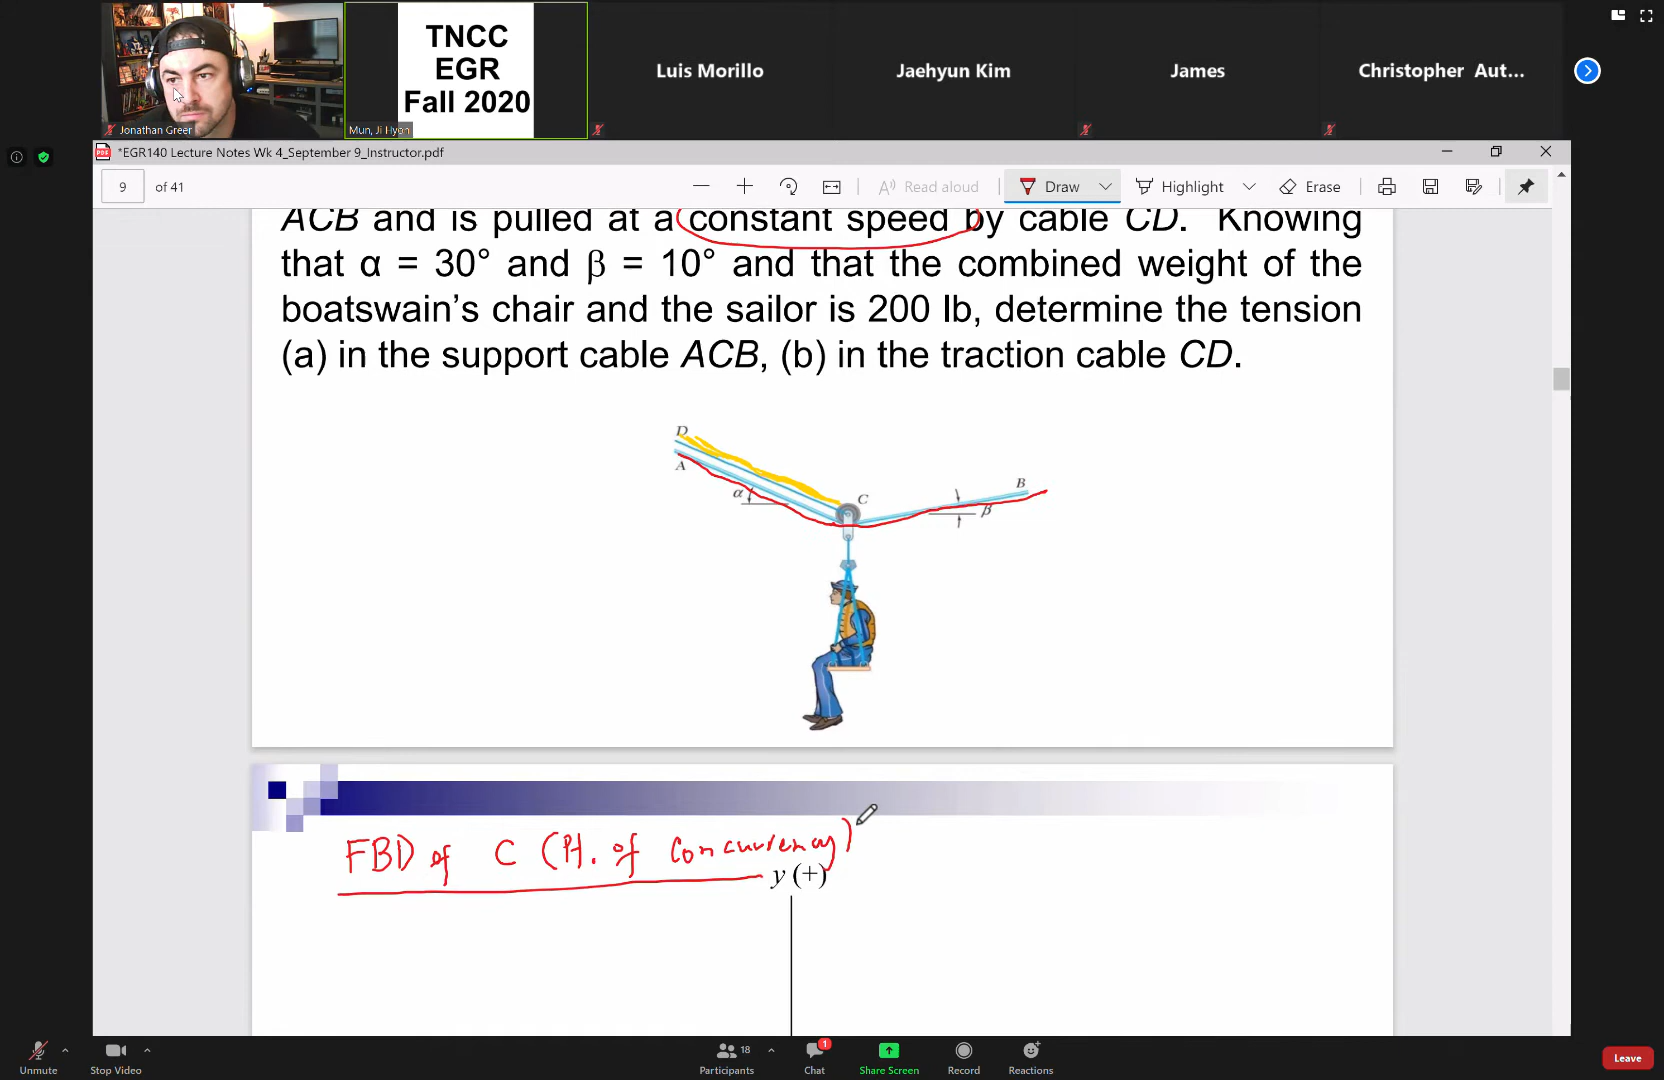 TNCC
EGR
Fall 2020
Luis Morillo
Jaehyun Kim
James
Christopher Aut...
Jonathan Greer
Mun, Ji Hyon
*EGR140 Lecture Notes Wk 4_September 9_Instructor.pdf
9 of 41
Read aloud
Draw
Highlight
Erase
ACB and is pulled at a constant speed by cable CD. Knowing
that α = 30° and β = 10° and that the combined weight of the
boatswain's chair and the sailor is 200 lb, determine the tension
(a) in the support cable ACB, (b) in the traction cable CD.
D
A
α
C
B
β
FBD of C (Pt. of Concurrency)
y (+)
Unmute
Stop Video
18
Participants
1
Chat
Share Screen
Record
Reactions
Leave